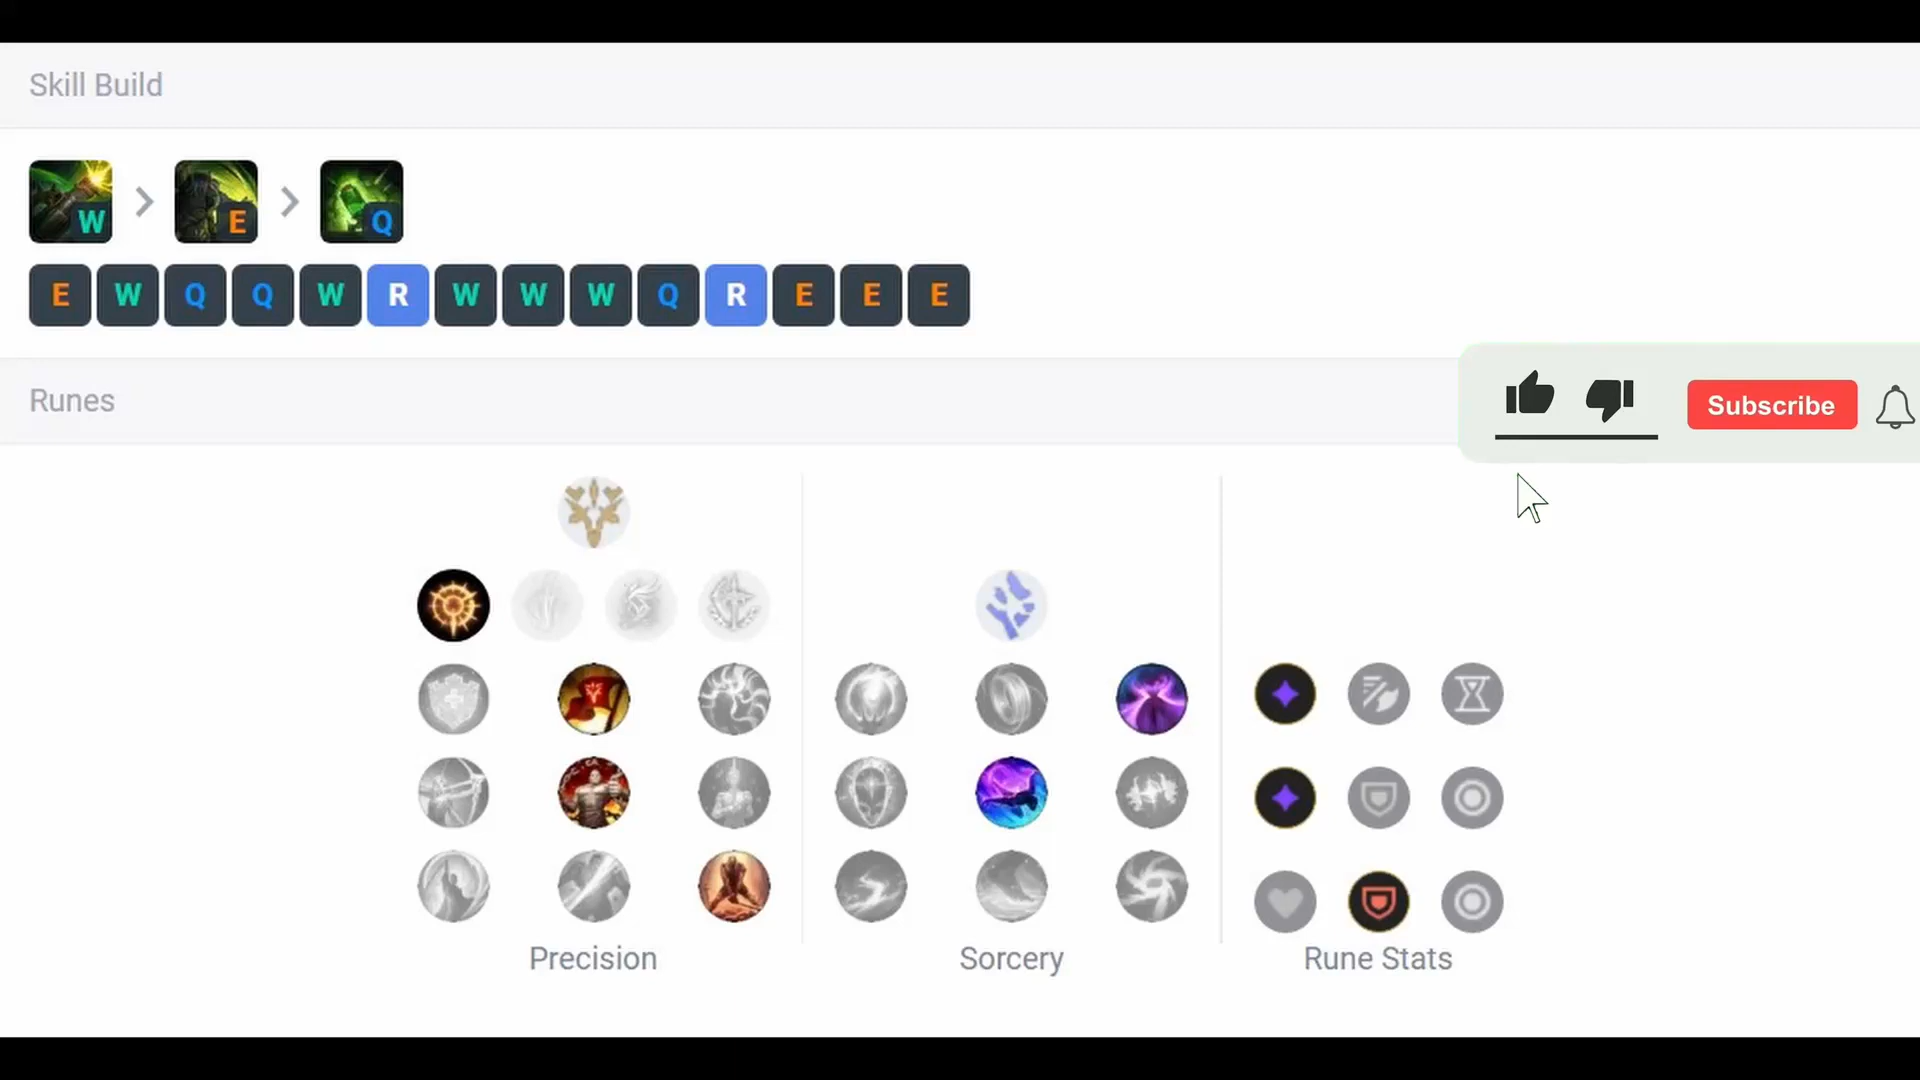 Skill Build
W E Q
E W Q Q W R W W W Q R E E E
Runes
Subscribe
Precision
Sorcery
Rune Stats